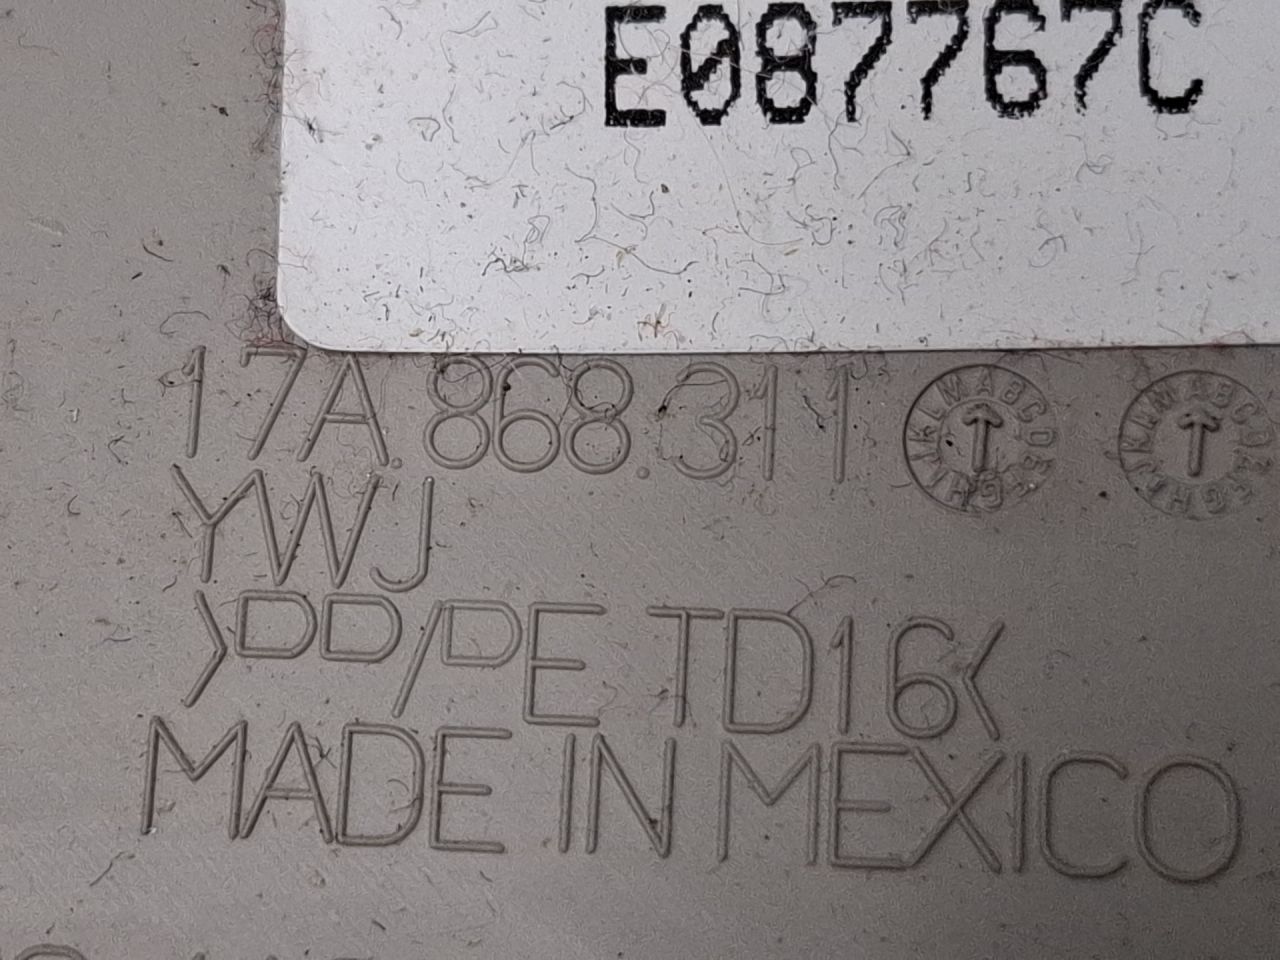 E087767C
17A.868.311
YWJ
>PP/PE TD16<
MADE IN MEXICO